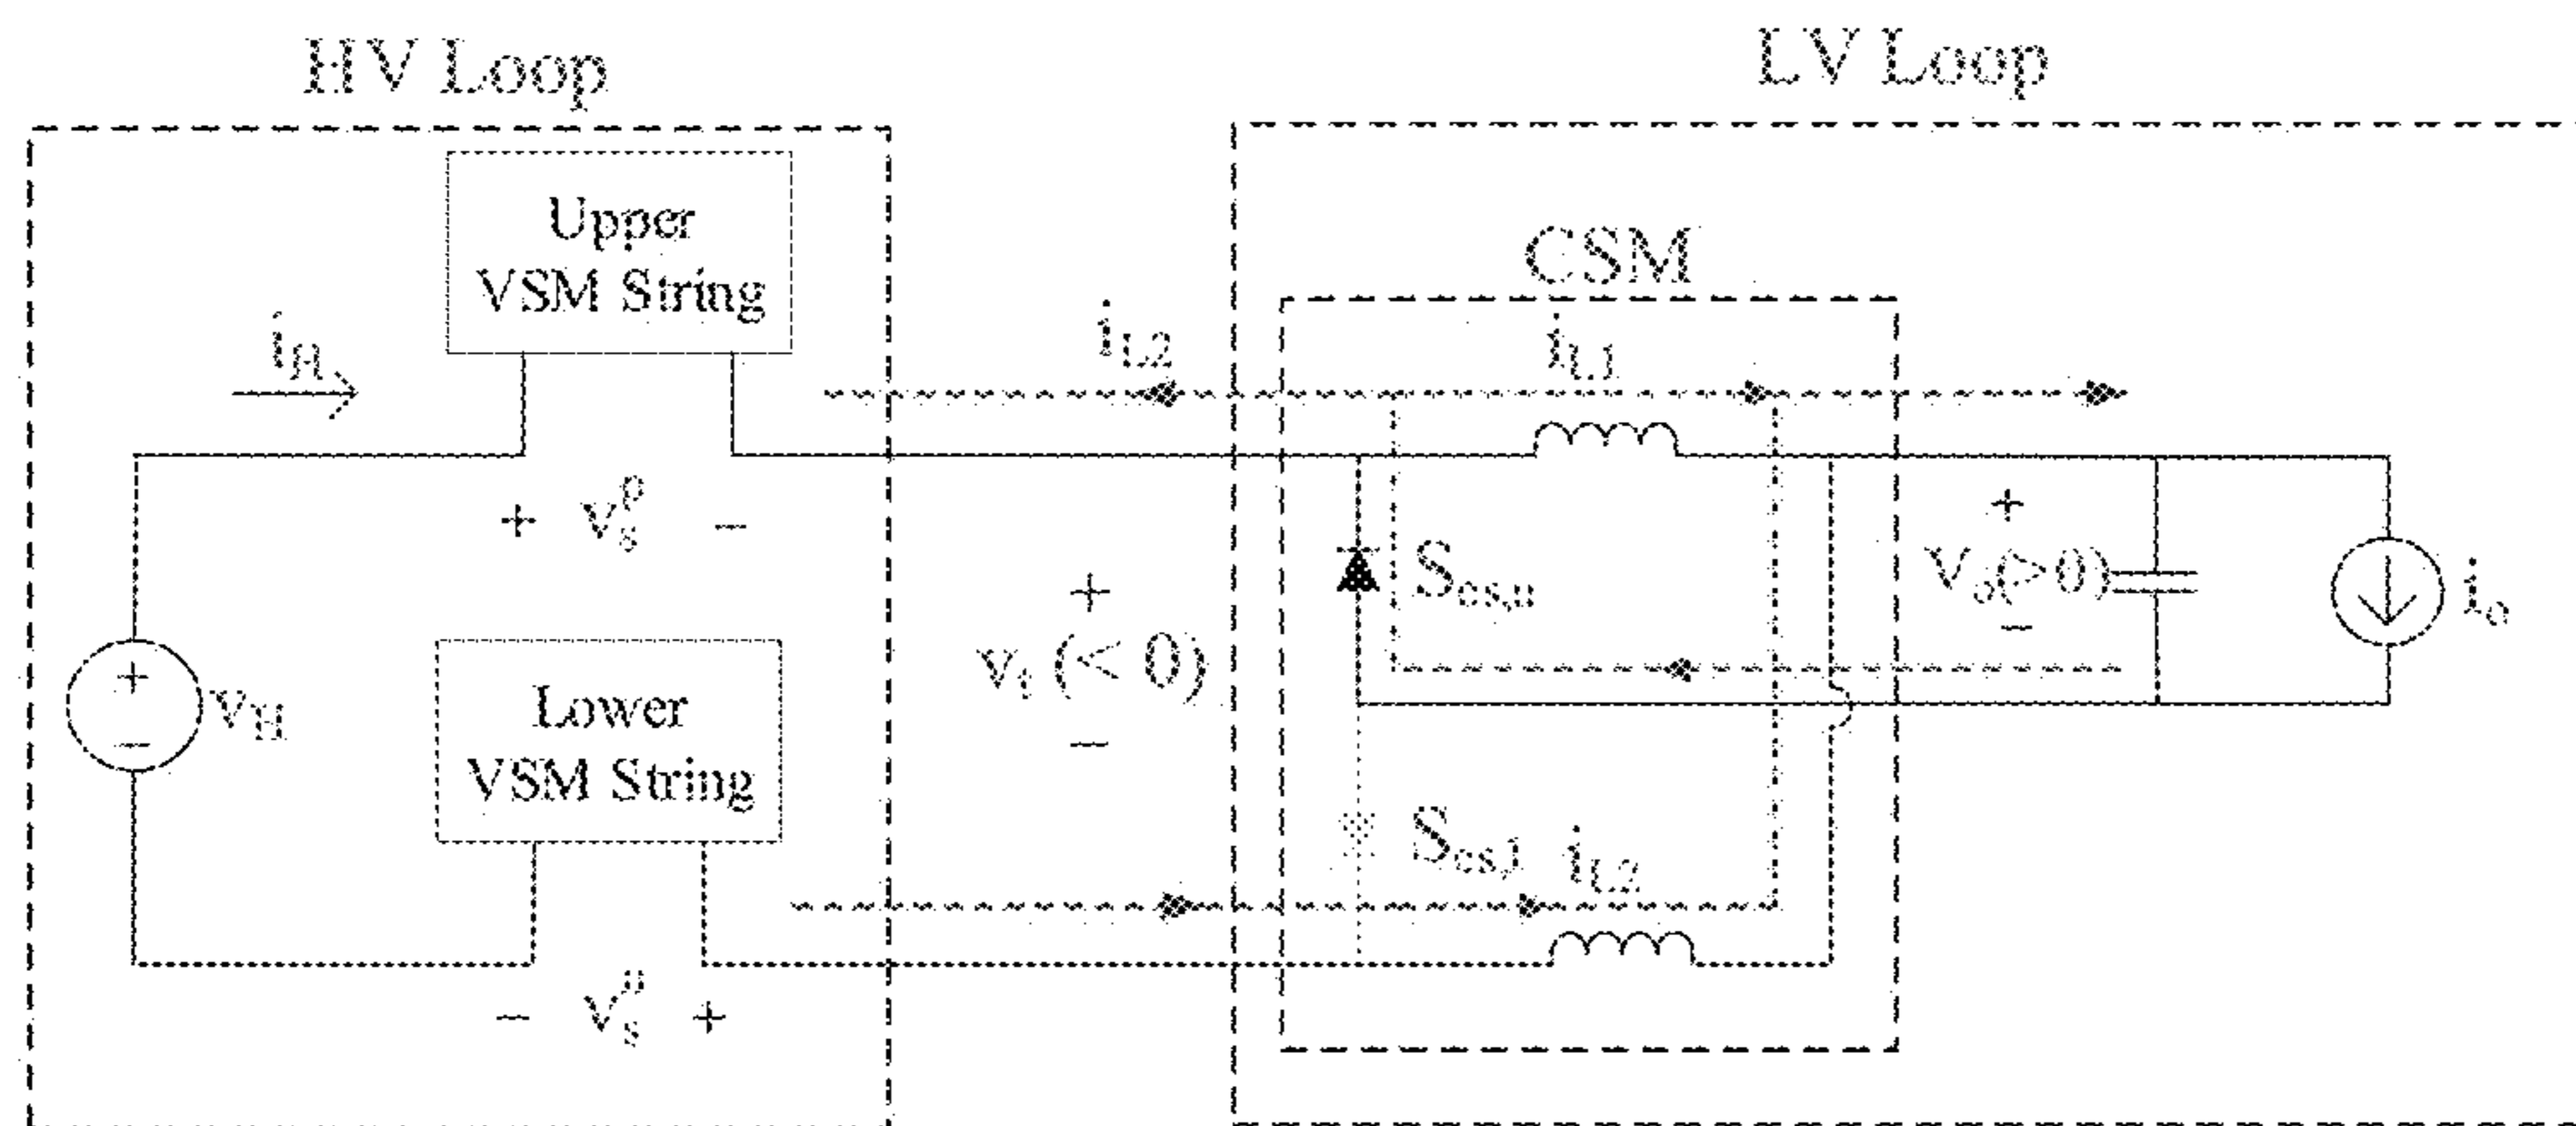 HV Loop
LV Loop
Upper
VSM String
CSM
i_H
i_L2
i_L1
+ v_s^p −
+
v_t (< 0)
−
S_cs,u
+
V_o(>0)
−
i_o
+
−
v_H
Lower
VSM String
S_cs,l
i_L2
− v_s^n +